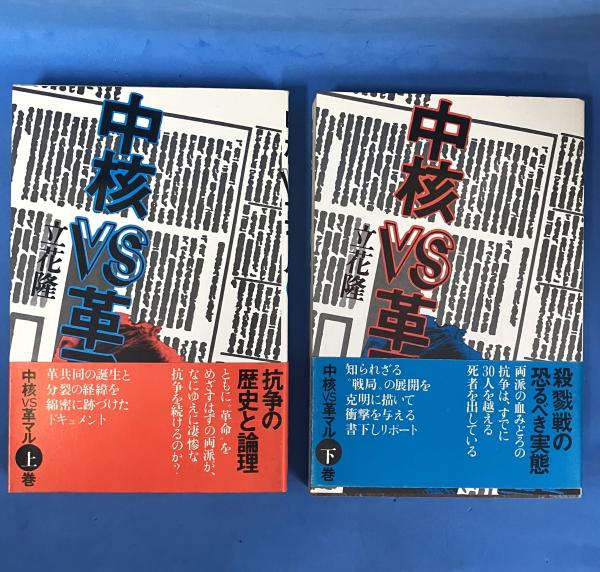 中核
VS
革マ
立花隆
抗争の
歴史と論理
ともに〝革命〟を
めざすはずの両派が、
なにゆえに凄惨な
抗争を続けるのか?
革共同の誕生と
分裂の経緯を
綿密に跡づけた
ドキュメント
中核VS革マル 上巻
中核
VS
革マ
立花隆
殺戮戦の
恐るべき実態
両派の血みどろの
抗争は、すでに
30人を越える
死者を出している
知られざる
〝戦局〟の展開を
克明に描いて
衝撃を与える
書下しリポート
中核VS革マル 下巻